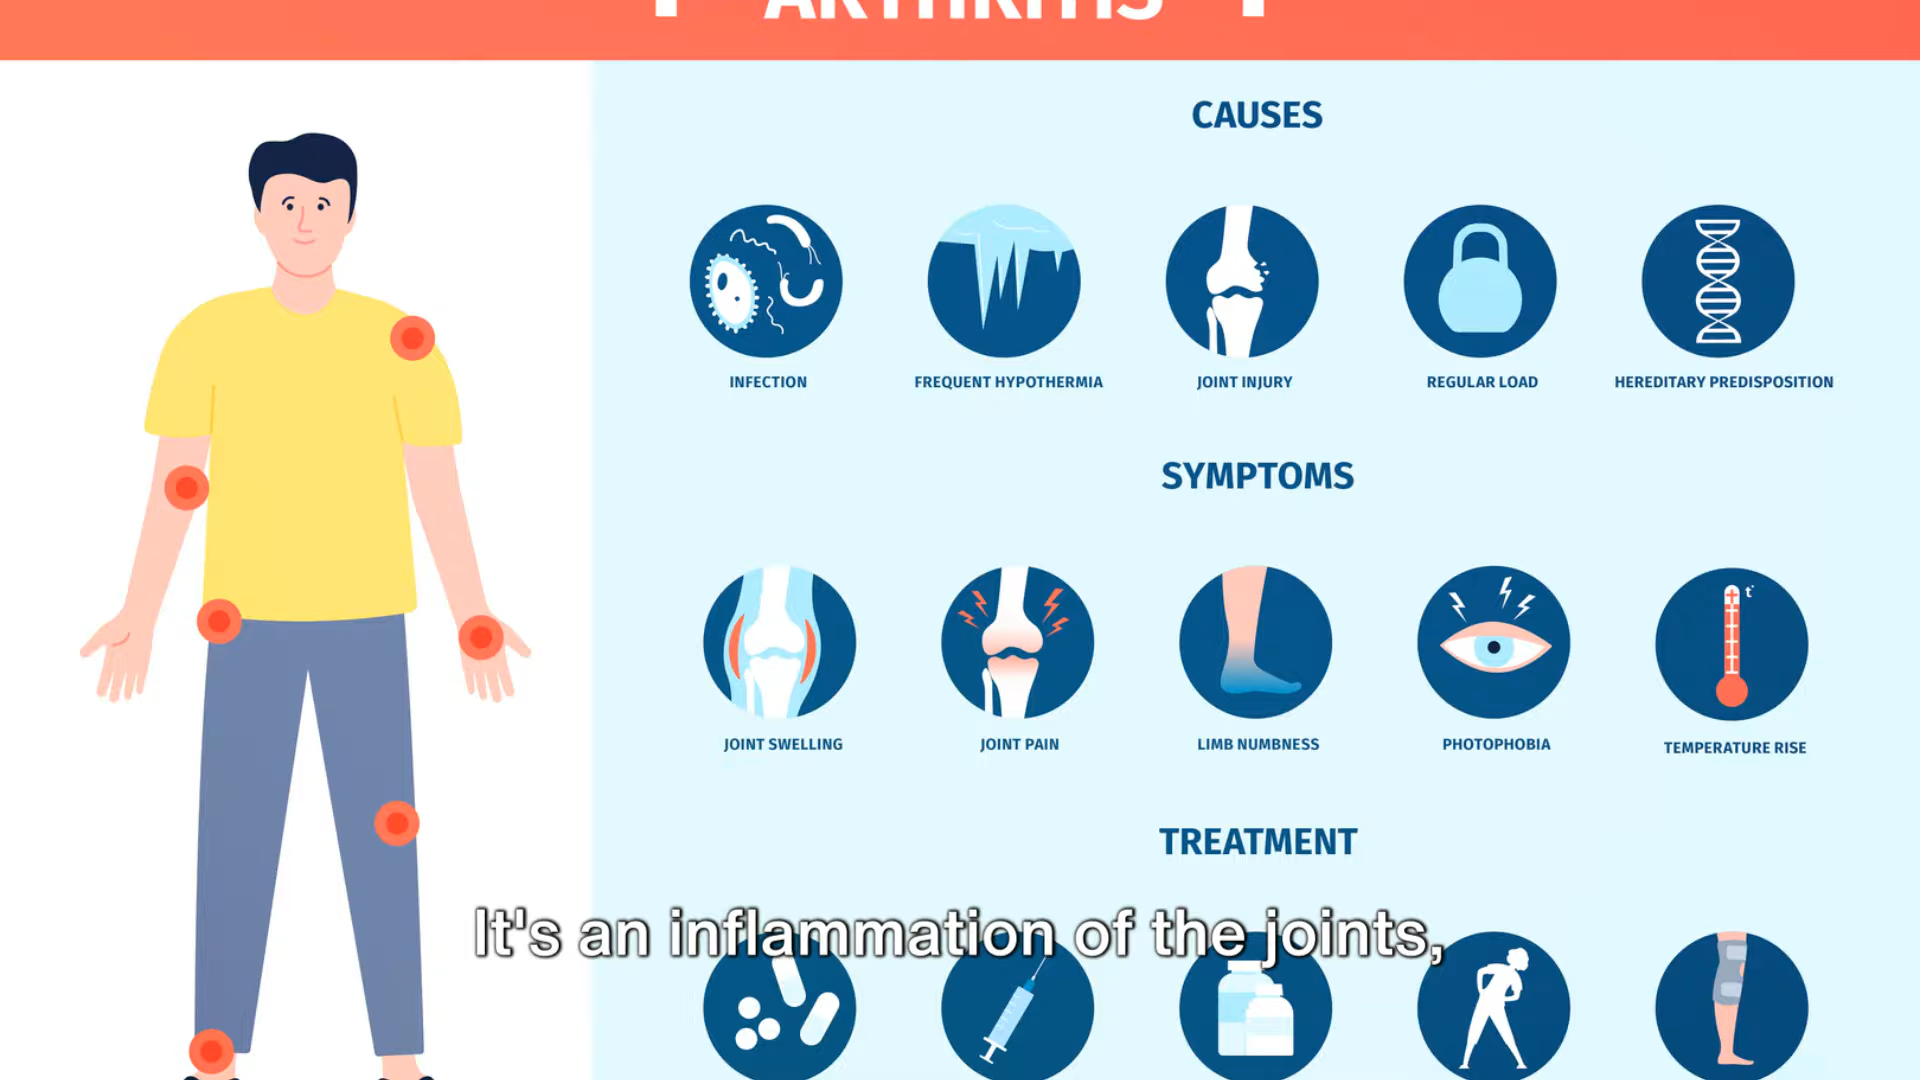 ARTHRITIS
CAUSES
INFECTION
FREQUENT HYPOTHERMIA
JOINT INJURY
REGULAR LOAD
HEREDITARY PREDISPOSITION
SYMPTOMS
t°
JOINT SWELLING
JOINT PAIN
LIMB NUMBNESS
PHOTOPHOBIA
TEMPERATURE RISE
TREATMENT
It's an inflammation of the joints,